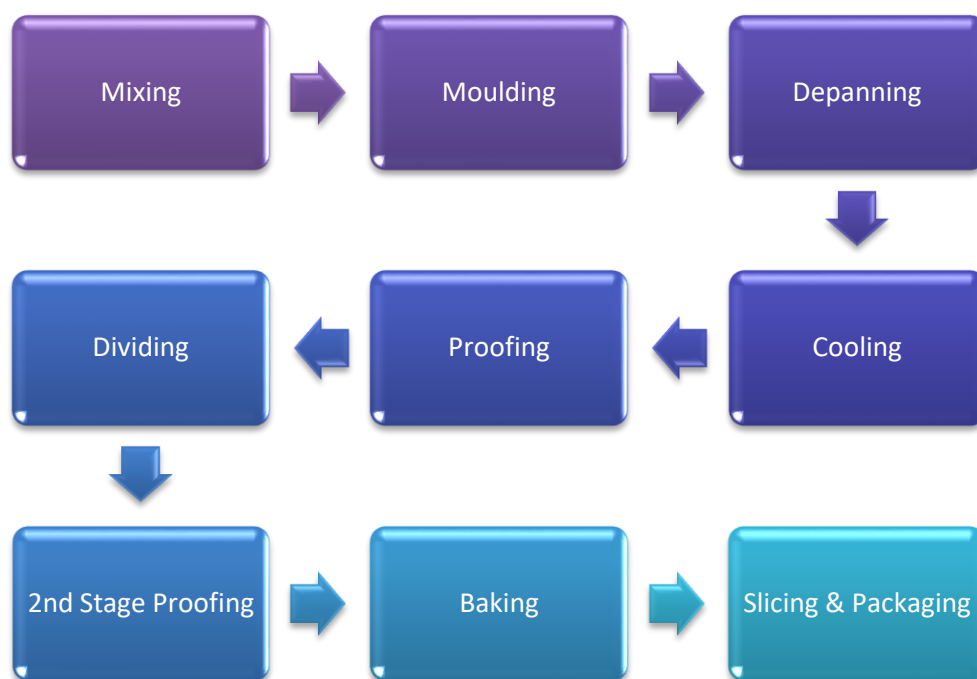 Mixing
Moulding
Depanning
Cooling
Proofing
Dividing
2nd Stage Proofing
Baking
Slicing & Packaging